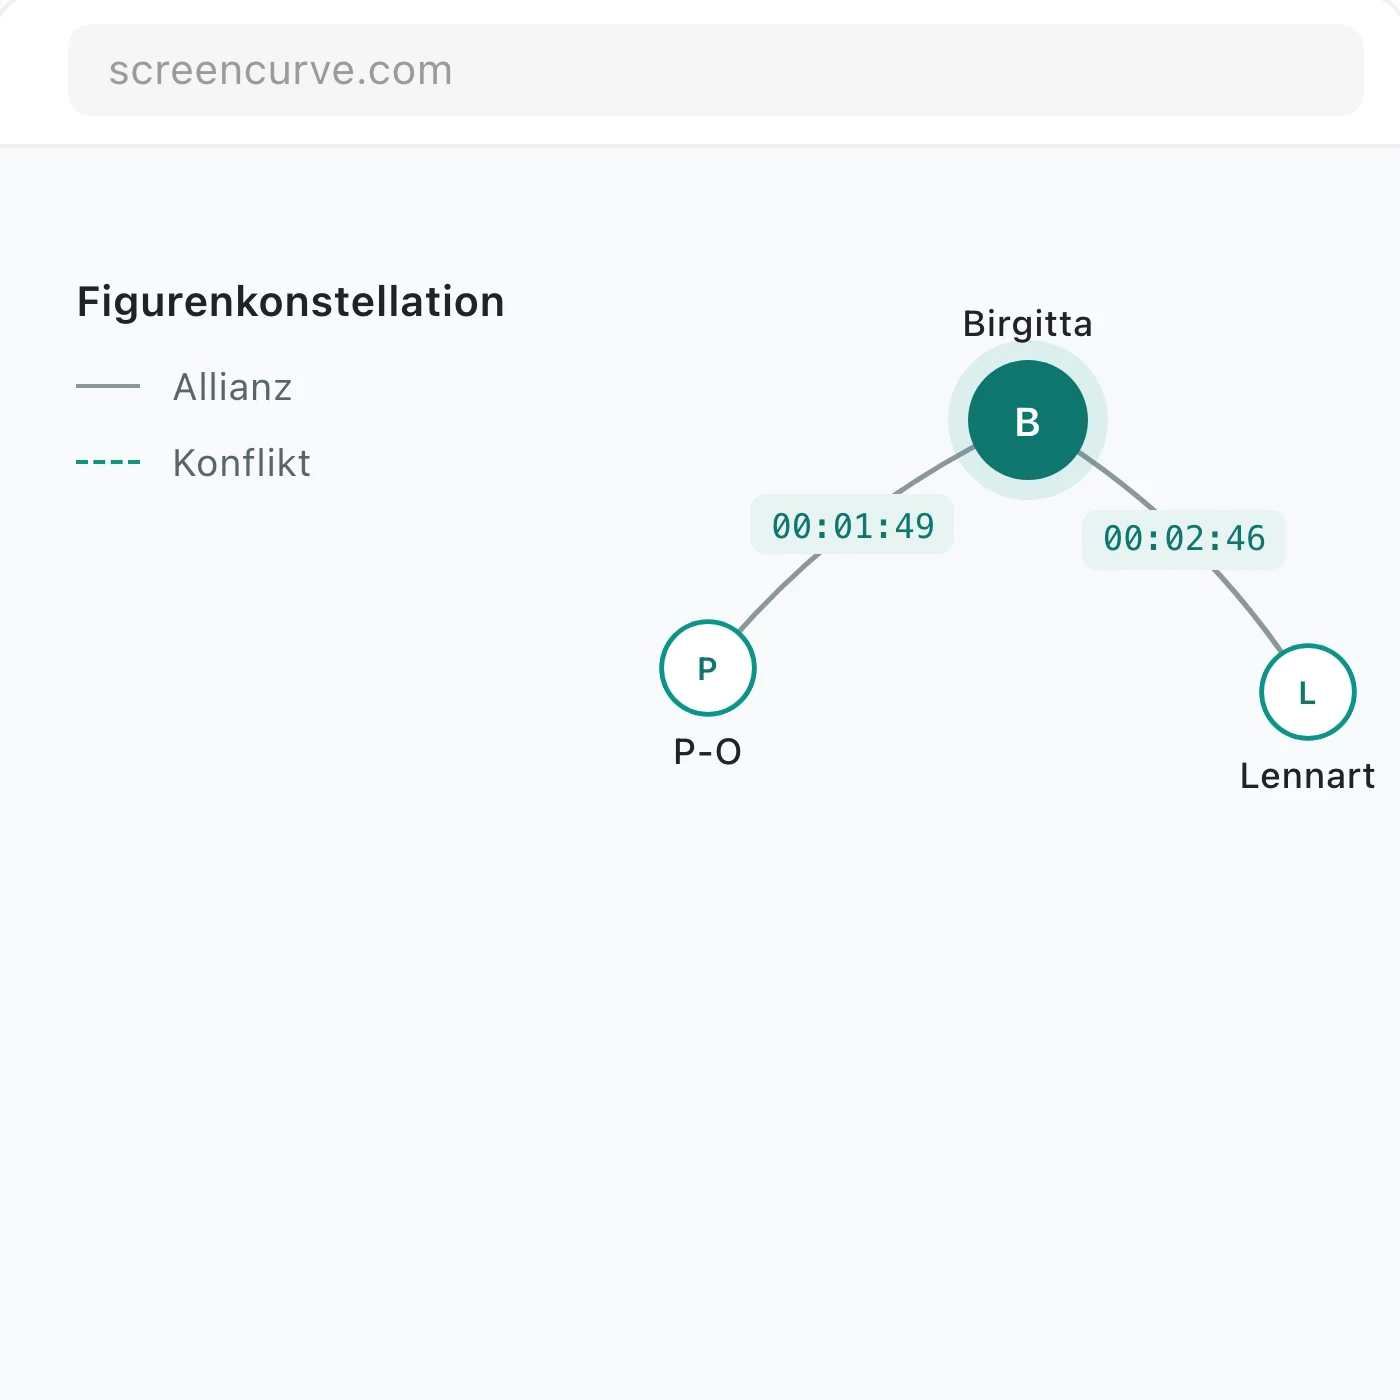 screencurve.com
Figurenkonstellation
Allianz
Konflikt
Birgitta
B
00:01:49
00:02:46
P
P-O
L
Lennart